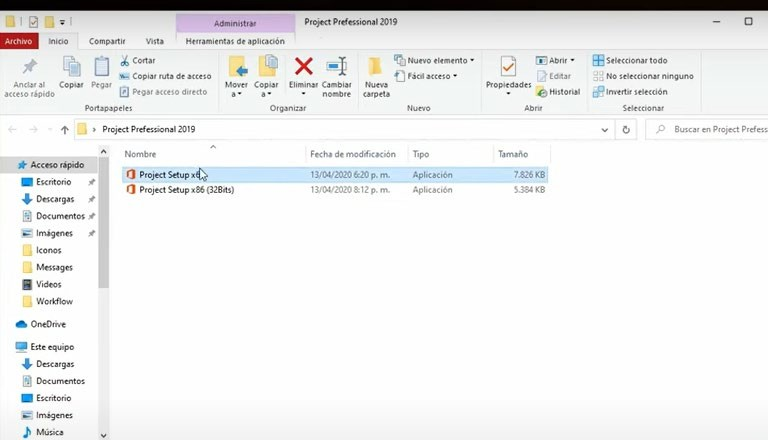 Administrar
Project Prefessional 2019
Archivo
Inicio
Compartir
Vista
Herramientas de aplicación
Anclar al
acceso rápido
Copiar
Pegar
Cortar
Copiar ruta de acceso
Pegar acceso directo
Portapapeles
Mover
a
Copiar
a
Eliminar
Cambiar
nombre
Organizar
Nueva
carpeta
Nuevo elemento
Fácil acceso
Nuevo
Propiedades
Abrir
Editar
Historial
Abrir
Seleccionar todo
No seleccionar ninguno
Invertir selección
Seleccionar
Project Prefessional 2019
Buscar en Project Prefess
Nombre
Fecha de modificación
Tipo
Tamaño
Project Setup x6
13/04/2020 6:20 p. m.
Aplicación
7.826 KB
Project Setup x86 (32Bits)
13/04/2020 8:12 p. m.
Aplicación
5.384 KB
Acceso rápido
Escritorio
Descargas
Documentos
Imágenes
Iconos
Messages
Videos
Workflow
OneDrive
Este equipo
Descargas
Documentos
Escritorio
Imágenes
Música